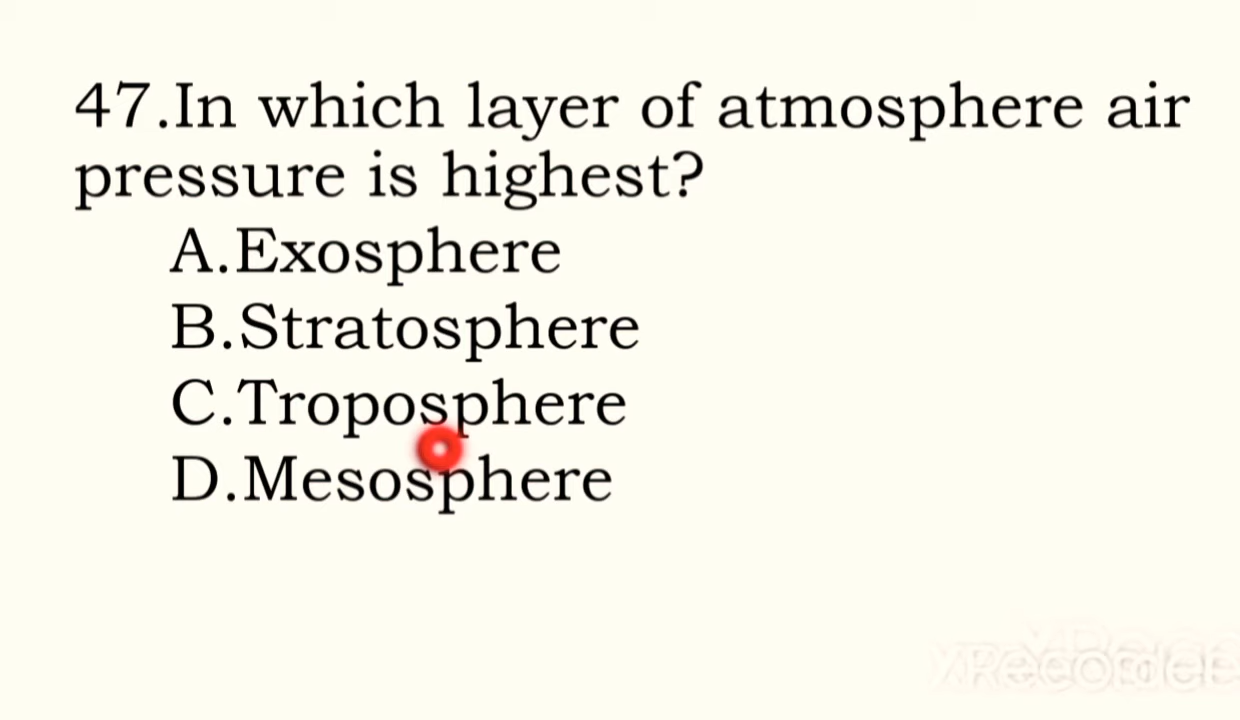 47.In which layer of atmosphere air
pressure is highest?
A.Exosphere
B.Stratosphere
C.Troposphere
D.Mesosphere